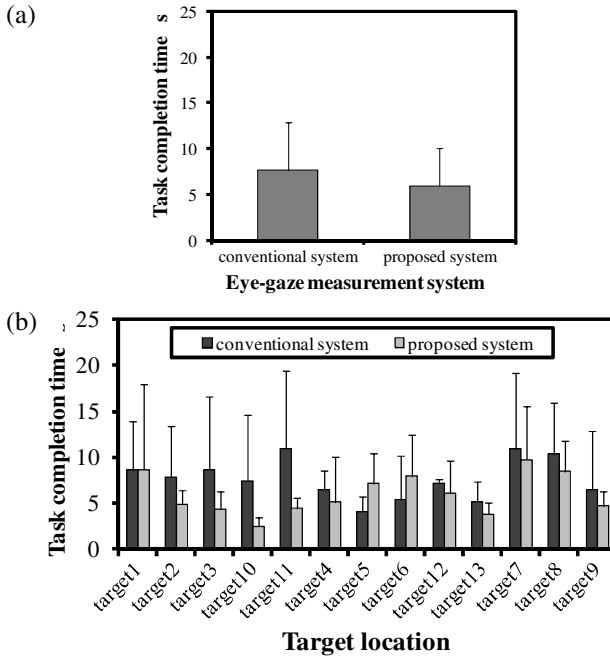 (a)
Task completion time s
25
20
15
10
5
0
conventional system proposed system
Eye-gaze measurement system
(b)
Task completion time
25
20
15
10
5
0
conventional system proposed system
target1 target2 target3 target10 target11 target4 target5 target6 target12 target13 target7 target8 target9
Target location